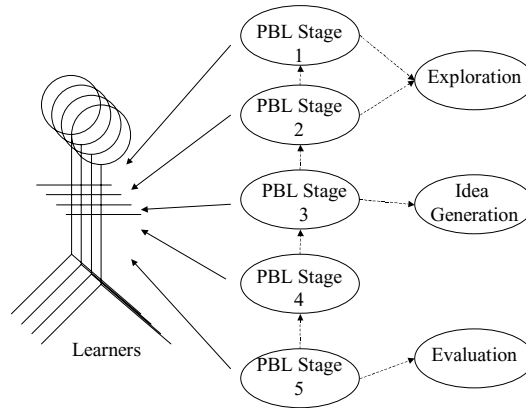 PBL Stage
1
Exploration
PBL Stage
2
PBL Stage
3
Idea
Generation
PBL Stage
4
Learners
PBL Stage
5
Evaluation